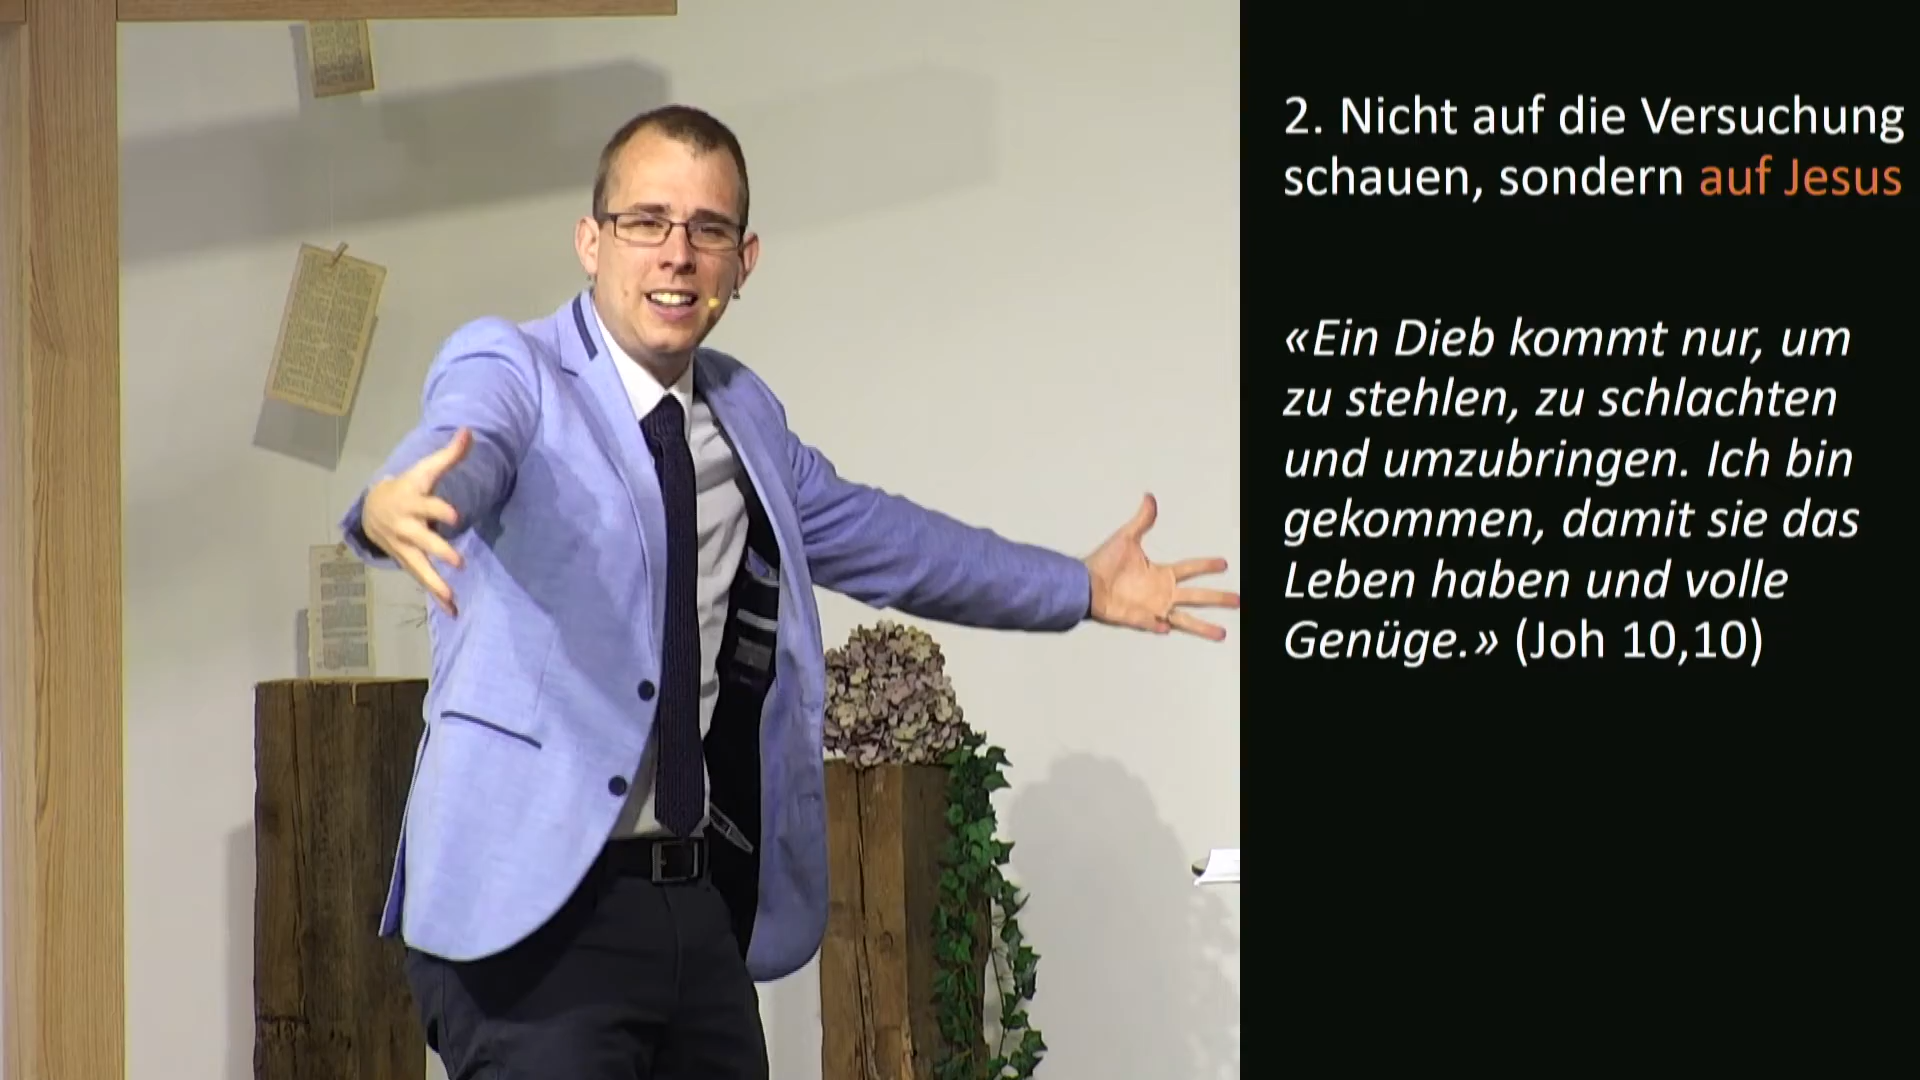 2. Nicht auf die Versuchung
schauen, sondern auf Jesus
«Ein Dieb kommt nur, um
zu stehlen, zu schlachten
und umzubringen. Ich bin
gekommen, damit sie das
Leben haben und volle
Genüge.» (Joh 10,10)